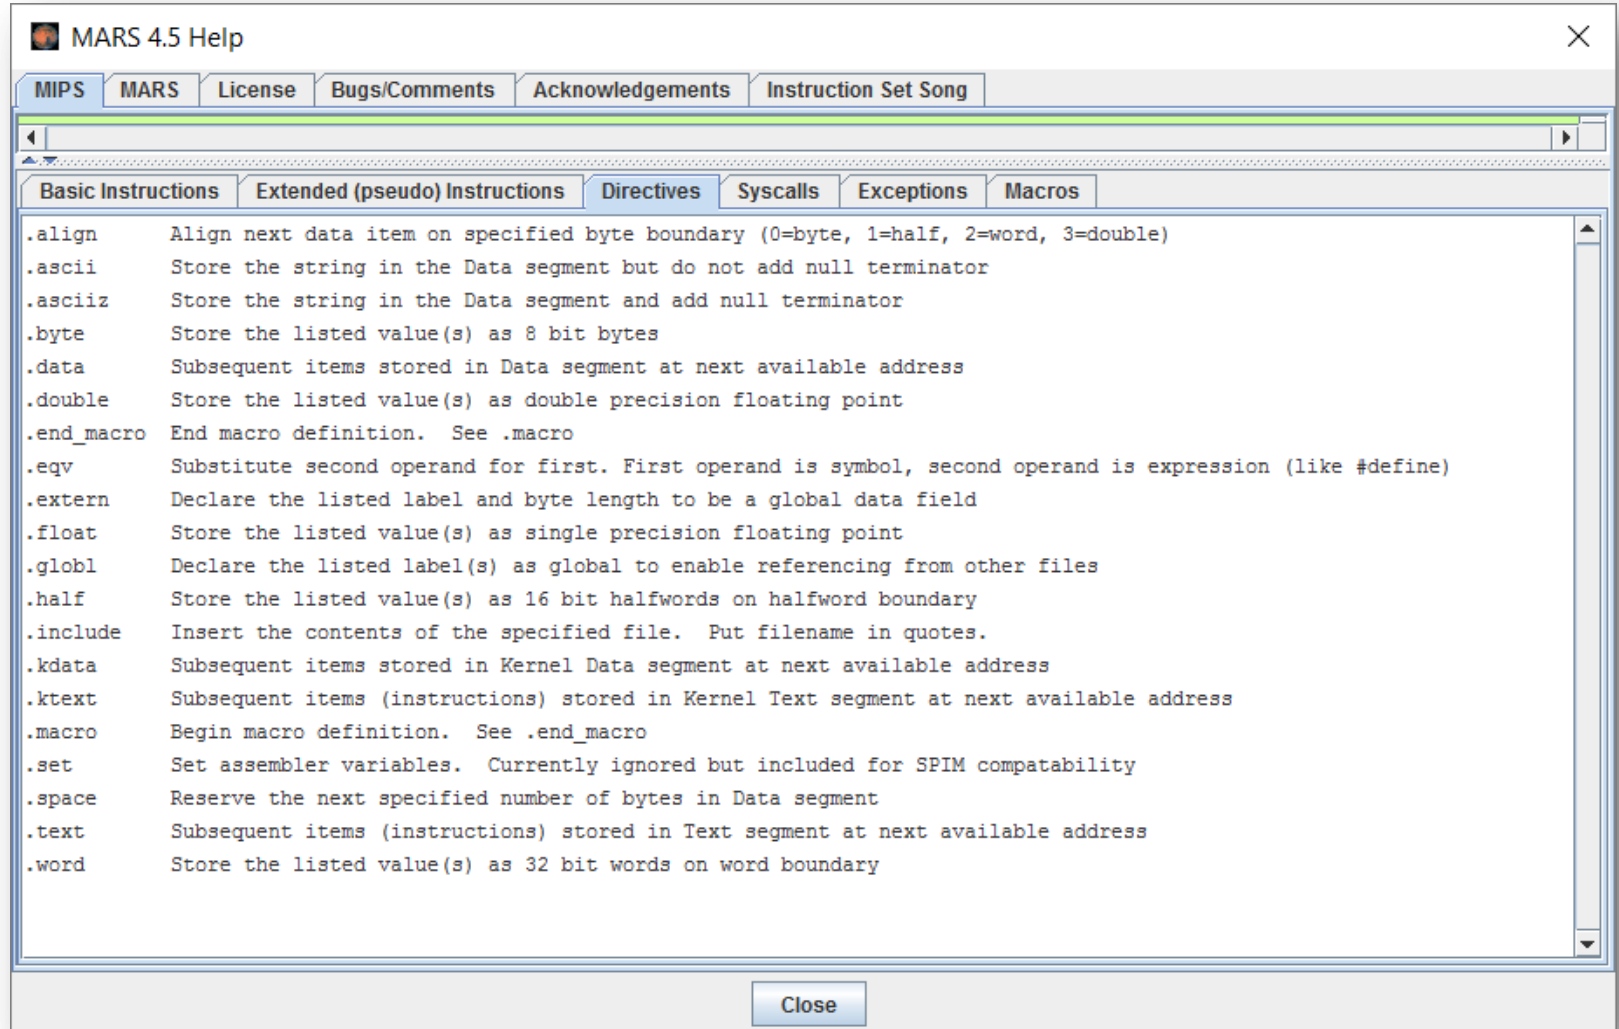 MARS 4.5 Help
MIPS MARS License Bugs/Comments Acknowledgements Instruction Set Song
Basic Instructions Extended (pseudo) Instructions Directives Syscalls Exceptions Macros
.align Align next data item on specified byte boundary (0=byte, 1=half, 2=word, 3=double)
.ascii Store the string in the Data segment but do not add null terminator
.asciiz Store the string in the Data segment and add null terminator
.byte Store the listed value(s) as 8 bit bytes
.data Subsequent items stored in Data segment at next available address
.double Store the listed value(s) as double precision floating point
.end_macro End macro definition.  See .macro
.eqv Substitute second operand for first. First operand is symbol, second operand is expression (like #define)
.extern Declare the listed label and byte length to be a global data field
.float Store the listed value(s) as single precision floating point
.globl Declare the listed label(s) as global to enable referencing from other files
.half Store the listed value(s) as 16 bit halfwords on halfword boundary
.include Insert the contents of the specified file.  Put filename in quotes.
.kdata Subsequent items stored in Kernel Data segment at next available address
.ktext Subsequent items (instructions) stored in Kernel Text segment at next available address
.macro Begin macro definition.  See .end_macro
.set Set assembler variables.  Currently ignored but included for SPIM compatability
.space Reserve the next specified number of bytes in Data segment
.text Subsequent items (instructions) stored in Text segment at next available address
.word Store the listed value(s) as 32 bit words on word boundary
Close